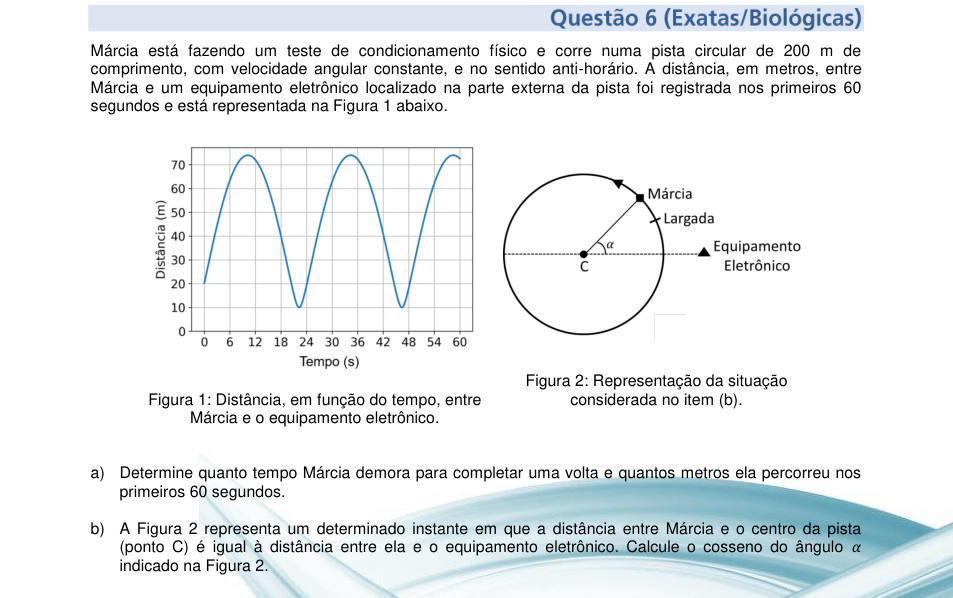 Questão 6 (Exatas/Biológicas)
Márcia está fazendo um teste de condicionamento físico e corre numa pista circular de 200 m de
comprimento, com velocidade angular constante, e no sentido anti-horário. A distância, em metros, entre
Márcia e um equipamento eletrônico localizado na parte externa da pista foi registrada nos primeiros 60
segundos e está representada na Figura 1 abaixo.
Distância (m)
70
60
50
40
30
20
10
0
0 6 12 18 24 30 36 42 48 54 60
Tempo (s)
Figura 1: Distância, em função do tempo, entre
Márcia e o equipamento eletrônico.
Márcia
Largada
α
Equipamento
Eletrônico
C
Figura 2: Representação da situação
considerada no item (b).
a) Determine quanto tempo Márcia demora para completar uma volta e quantos metros ela percorreu nos
primeiros 60 segundos.
b) A Figura 2 representa um determinado instante em que a distância entre Márcia e o centro da pista
(ponto C) é igual à distância entre ela e o equipamento eletrônico. Calcule o cosseno do ângulo α
indicado na Figura 2.